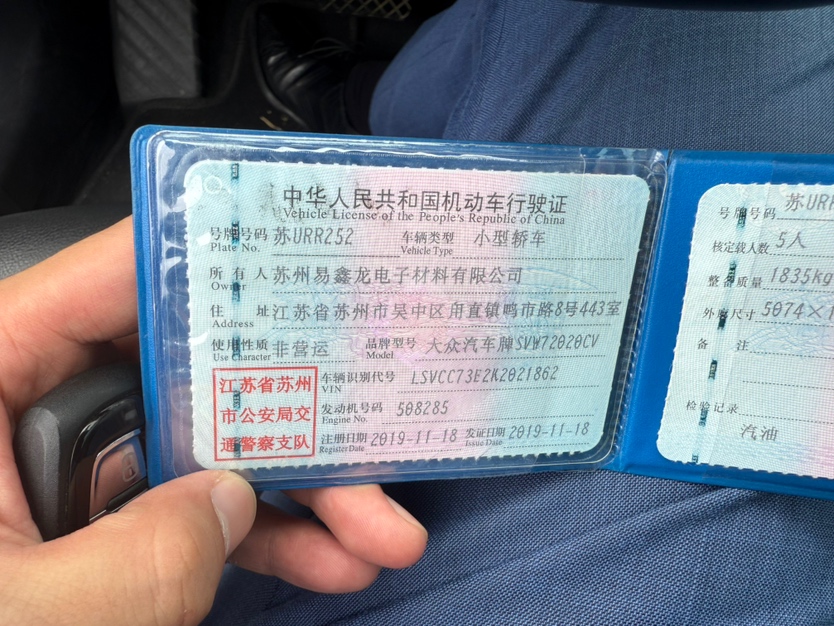 中华人民共和国机动车行驶证
Vehicle License of the People's Republic of China
号牌号码 苏URR252 车辆类型 小型轿车
Plate No. Vehicle Type
所有人 苏州易鑫龙电子材料有限公司
Owner
住址 江苏省苏州市吴中区甪直镇鸣市路8号443室
Address
使用性质 非营运 品牌型号 大众汽车牌SVW72020CV
Use Character Model
江苏省苏州
市公安局交
通警察支队
车辆识别代号 LSVCC73E2K2021862
VIN
发动机号码 508285
Engine No.
注册日期 2019-11-18 发证日期 2019-11-18
Register Date Issue Date
号牌号码 苏UR
核定载人数 5人
整备质量 1835kg
外廓尺寸 5074×
备注
检验记录
汽油